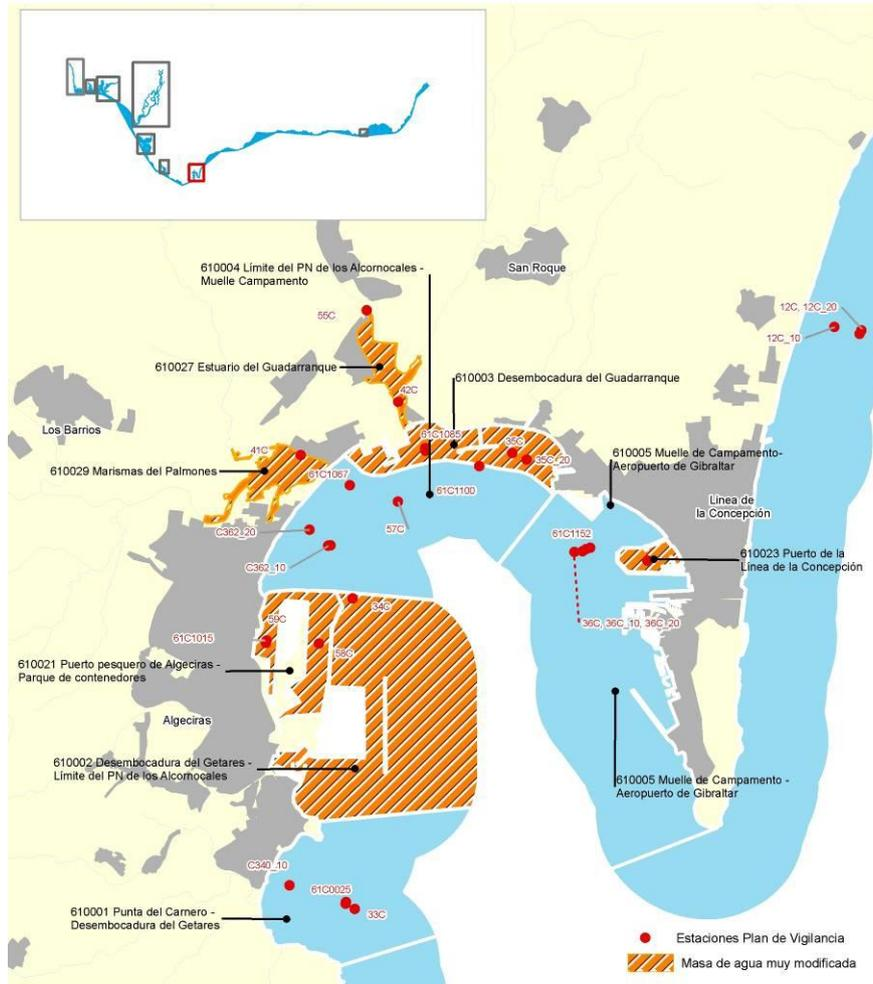 610004 Límite del PN de los Alcornocales -
Muelle Campamento
San Roque
12C, 12C_20
12C_10
55C
610027 Estuario del Guadarranque
610003 Desembocadura del Guadarranque
42C
Los Barrios
41C
610029 Marismas del Palmones
61C1085
35C
35C_20
61C1067
61C1100
57C
610005 Muelle de Campamento-
Aeropuerto de Gibraltar
Linea de
la Concepción
C362_20
C362_10
61C1152
610023 Puerto de la
Línea de la Concepción
36C, 36C_10, 36C_20
34C
59C
61C1015
58C
610021 Puerto pesquero de Algeciras -
Parque de contenedores
Algeciras
610002 Desembocadura del Getares -
Límite del PN de los Alcornocales
610005 Muelle de Campamento -
Aeropuerto de Gibraltar
C340_10
61C0025
33C
610001 Punta del Carnero -
Desembocadura del Getares
Estaciones Plan de Vigilancia
Masa de agua muy modificada